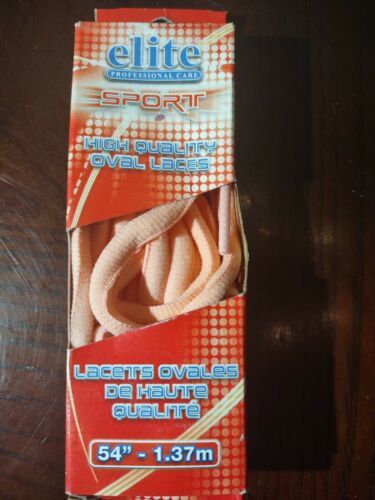 elite
PROFESSIONAL CARE
SPORT
HIGH QUALITY
OVAL LACES
LACETS OVALES
DE HAUTE
QUALITÉ
54" - 1.37m